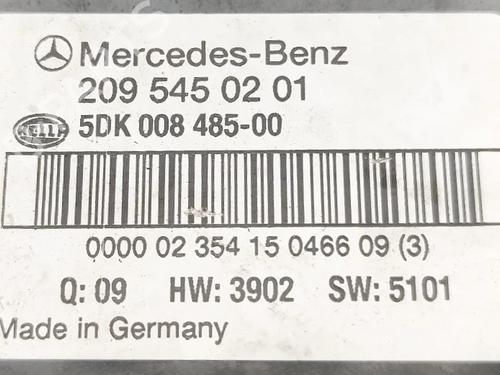 Mercedes-Benz
209 545 02 01
HELLA 5DK 008 485-00
0000 02 354 15 0466 09 (3)
Q: 09 HW: 3902 SW: 5101
Made in Germany